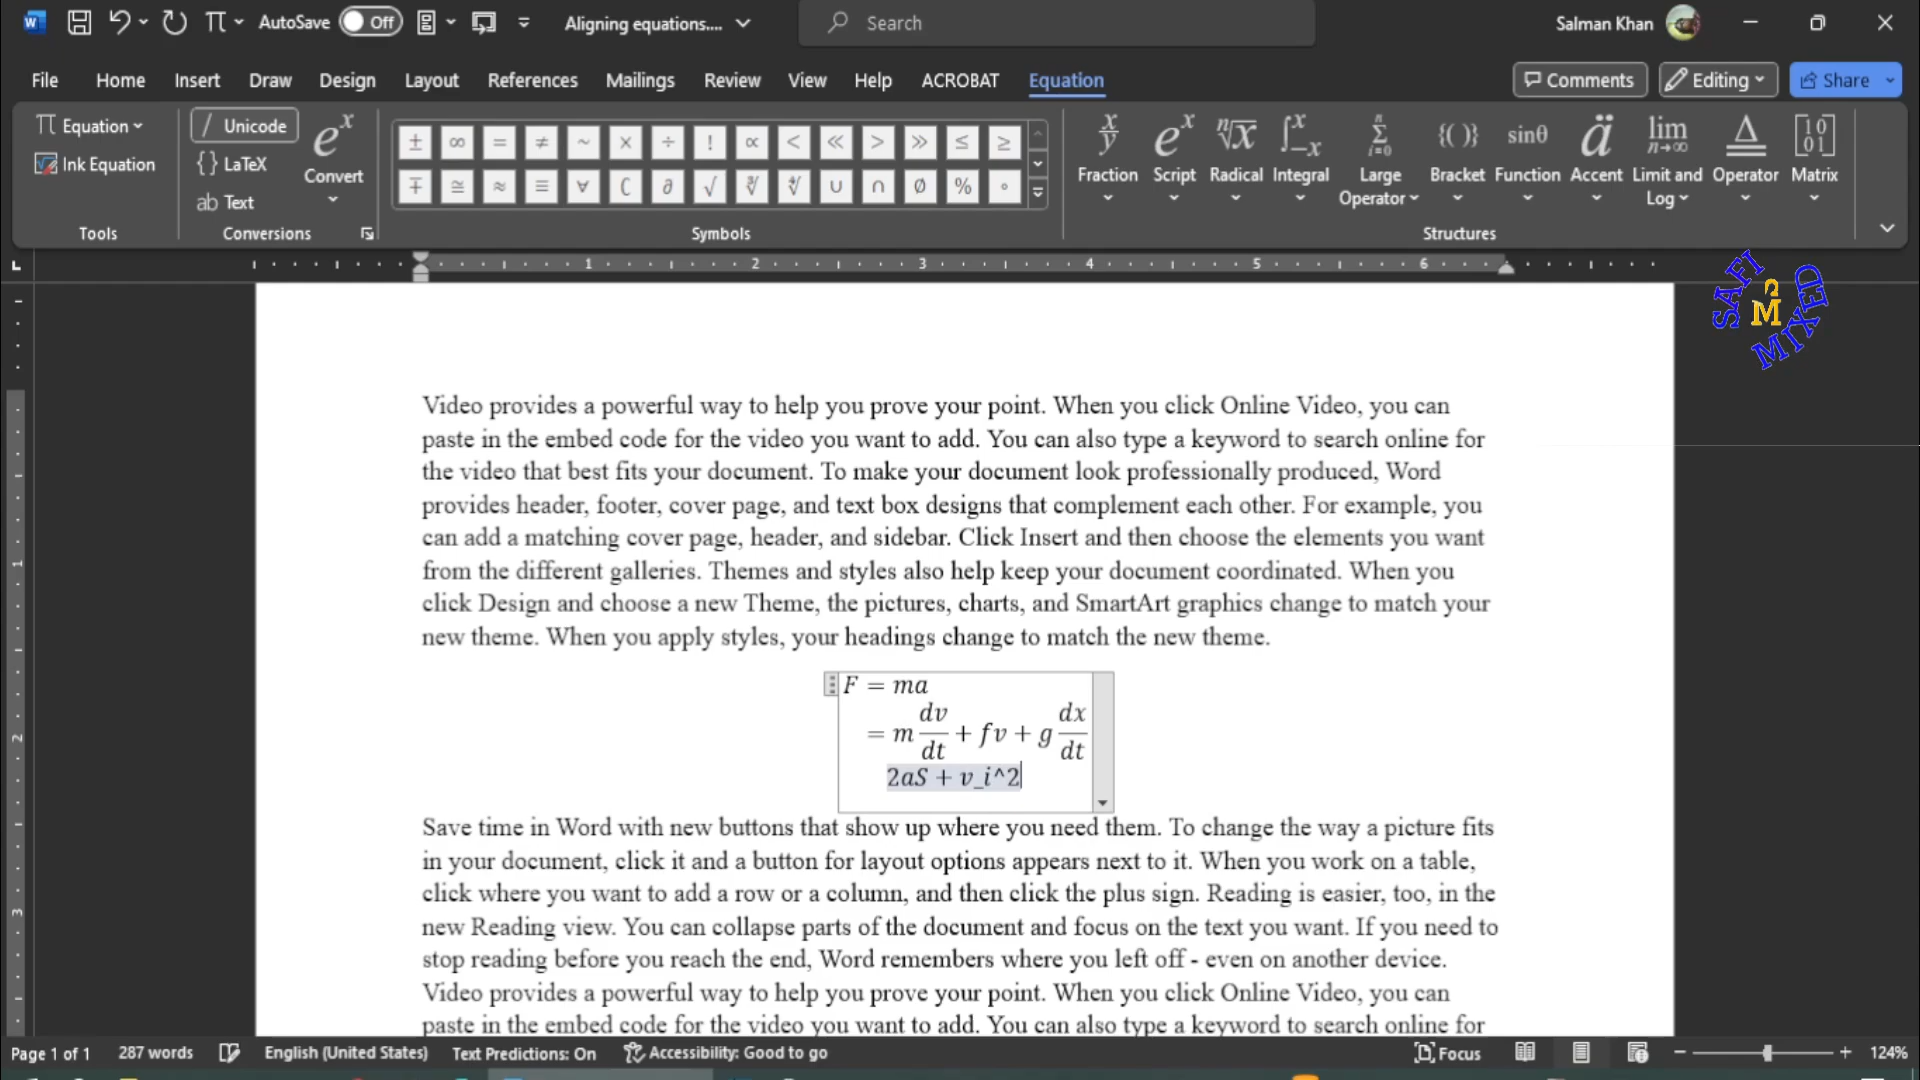 AutoSave Off Aligning equations.... Search Salman Khan
File Home Insert Draw Design Layout References Mailings Review View Help ACROBAT Equation Comments Editing Share
π Equation
Ink Equation
Tools
Unicode
{} LaTeX
ab Text
eˣ
Convert
Conversions
± ∞ = ≠ ~ × ÷ ! ∝ < ≪ > ≫ ≤ ≥
∓ ≅ ≈ ≡ ∀ ∁ ∂ √ ∛ ∜ ∪ ∩ ∅ % °
Symbols
Fraction Script Radical Integral Large Operator {()} Bracket sinθ Function ä Accent lim n→∞ Limit and Log Operator Matrix
Structures
1 2 3 4 5 6
SAFI M MIXED
Video provides a powerful way to help you prove your point. When you click Online Video, you can
paste in the embed code for the video you want to add. You can also type a keyword to search online for
the video that best fits your document. To make your document look professionally produced, Word
provides header, footer, cover page, and text box designs that complement each other. For example, you
can add a matching cover page, header, and sidebar. Click Insert and then choose the elements you want
from the different galleries. Themes and styles also help keep your document coordinated. When you
click Design and choose a new Theme, the pictures, charts, and SmartArt graphics change to match your
new theme. When you apply styles, your headings change to match the new theme.
F = ma
= m dv/dt + fv + g dx/dt
2aS + v_i^2
Save time in Word with new buttons that show up where you need them. To change the way a picture fits
in your document, click it and a button for layout options appears next to it. When you work on a table,
click where you want to add a row or a column, and then click the plus sign. Reading is easier, too, in the
new Reading view. You can collapse parts of the document and focus on the text you want. If you need to
stop reading before you reach the end, Word remembers where you left off - even on another device.
Video provides a powerful way to help you prove your point. When you click Online Video, you can
paste in the embed code for the video you want to add. You can also type a keyword to search online for
Page 1 of 1 287 words English (United States) Text Predictions: On Accessibility: Good to go Focus 124%